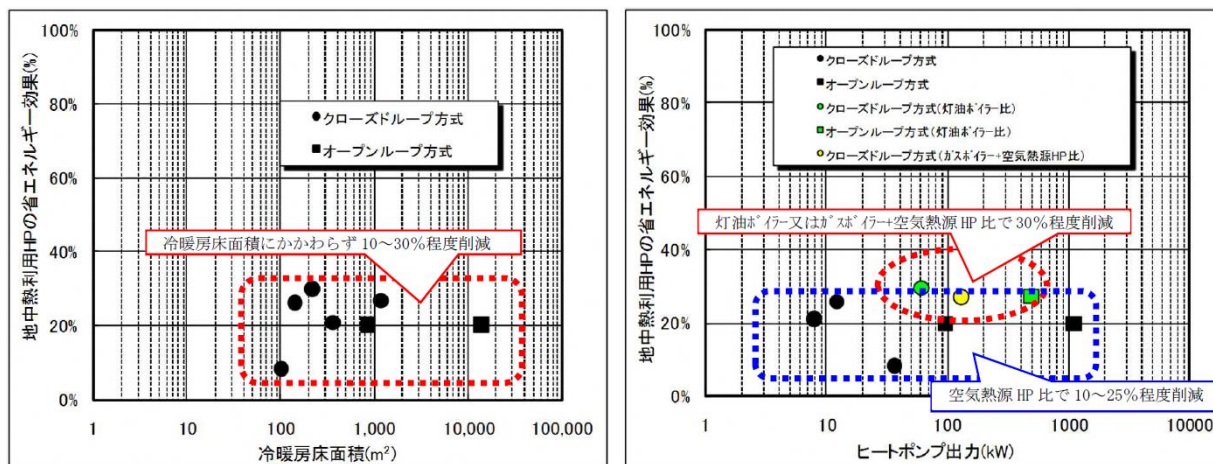 地中熱利用HPの省エネルギー効果(%)
100%
80%
60%
40%
20%
0%
●クローズドループ方式
■オープンループ方式
冷暖房床面積にかかわらず 10～30%程度削減
1
10
100
1,000
10,000
100,000
冷暖房床面積(m²)
地中熱利用HPの省エネルギー効果(%)
100%
80%
60%
40%
20%
0%
●クローズドループ方式
■オープンループ方式
クローズドループ方式(灯油ﾎﾞｲﾗｰ比)
オープンループ方式(灯油ﾎﾞｲﾗｰ比)
クローズドループ方式(ｶﾞｽﾎﾞｲﾗｰ+空気熱源HP比)
灯油ﾎﾞｲﾗｰ又はｶﾞｽﾎﾞｲﾗｰ+空気熱源 HP 比で 30%程度削減
空気熱源 HP 比で 10～25%程度削減
1
10
100
1000
10000
ヒートポンプ出力(kW)